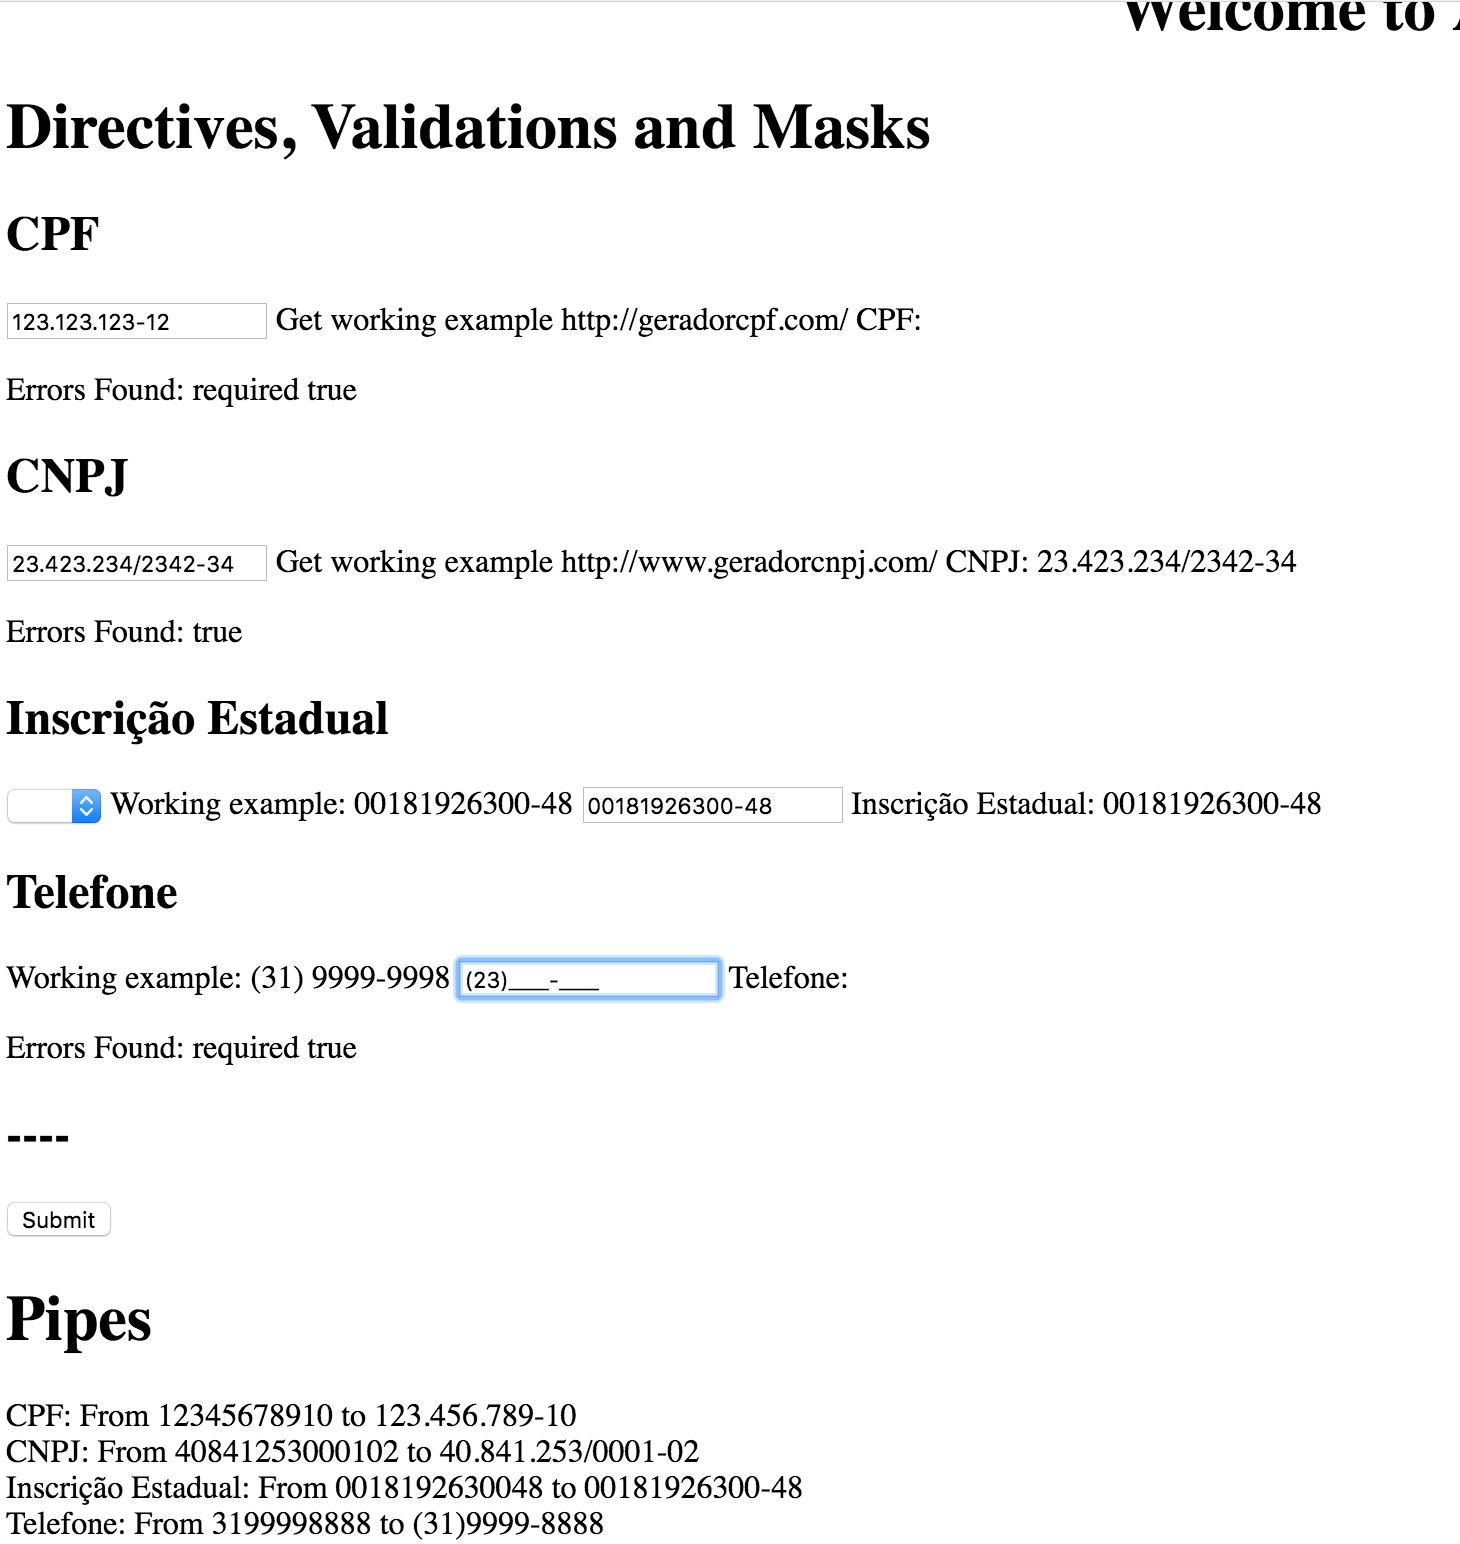 Welcome to
Directives, Validations and Masks
CPF
123.123.123-12 Get working example http://geradorcpf.com/ CPF:
Errors Found: required true
CNPJ
23.423.234/2342-34 Get working example http://www.geradorcnpj.com/ CNPJ: 23.423.234/2342-34
Errors Found: true
Inscrição Estadual
Working example: 00181926300-48 00181926300-48 Inscrição Estadual: 00181926300-48
Telefone
Working example: (31) 9999-9998 (23)____-____ Telefone:
Errors Found: required true
----
Submit
Pipes
CPF: From 12345678910 to 123.456.789-10
CNPJ: From 40841253000102 to 40.841.253/0001-02
Inscrição Estadual: From 0018192630048 to 00181926300-48
Telefone: From 3199998888 to (31)9999-8888